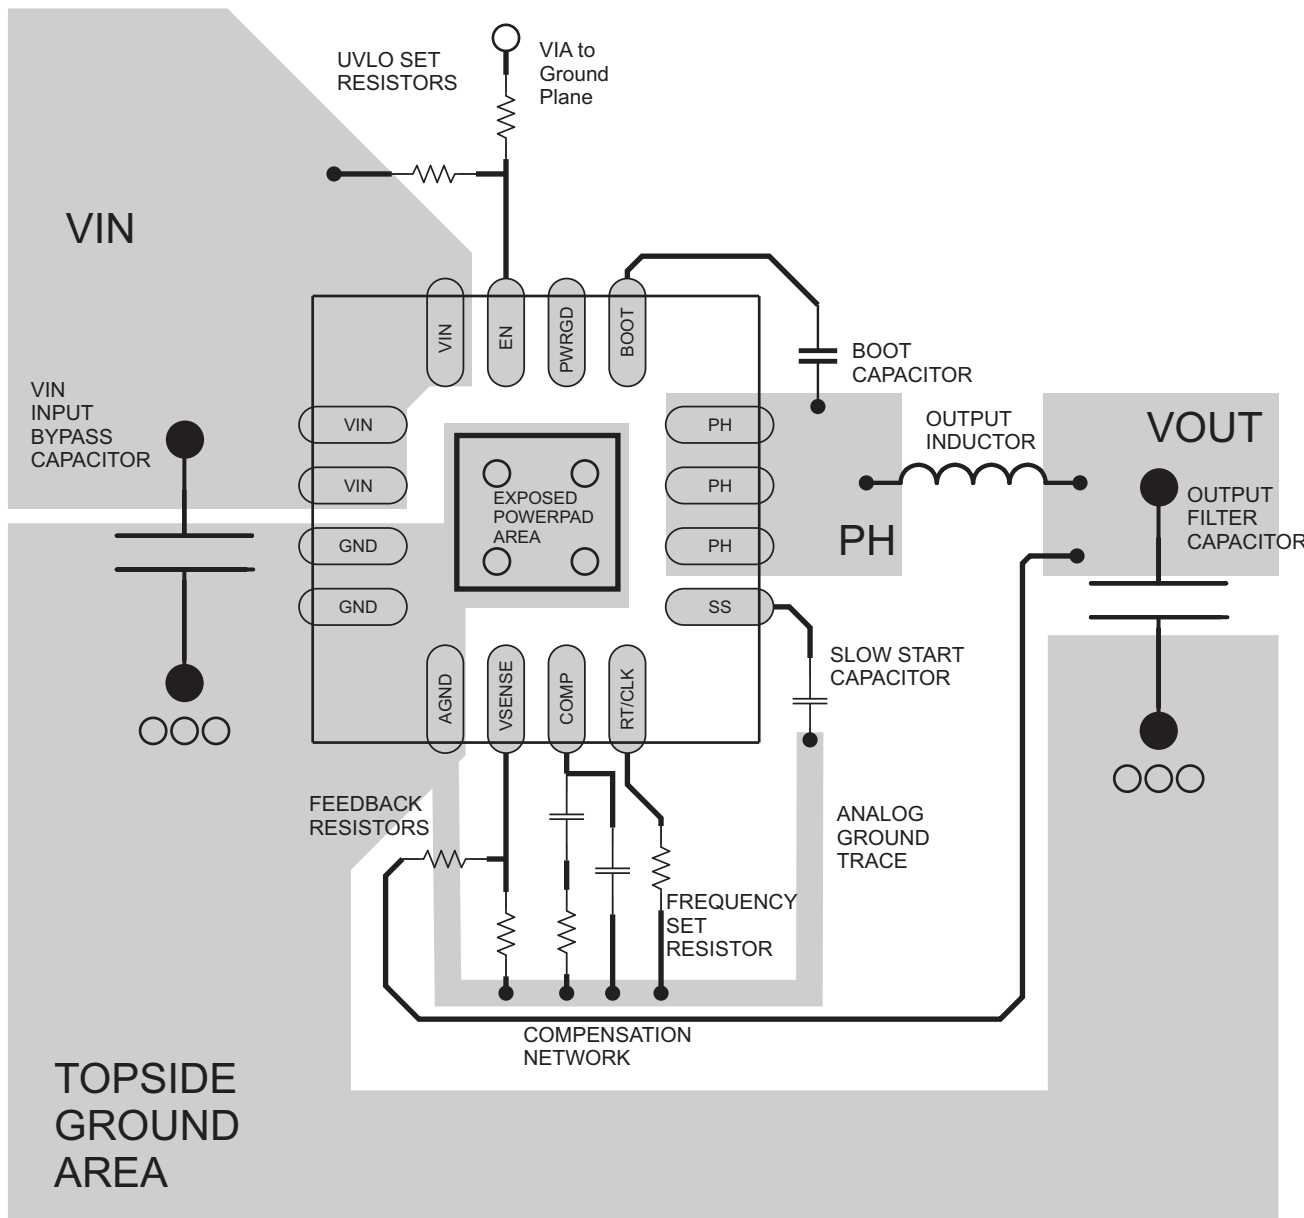 UVLO SET
RESISTORS
VIA to
Ground
Plane
VIN
VIN
EN
PWRGD
BOOT
BOOT
CAPACITOR
VIN
INPUT
BYPASS
CAPACITOR
VIN
VIN
GND
GND
EXPOSED
POWERPAD
AREA
PH
PH
PH
SS
PH
OUTPUT
INDUCTOR
VOUT
OUTPUT
FILTER
CAPACITOR
SLOW START
CAPACITOR
AGND
VSENSE
COMP
RT/CLK
FEEDBACK
RESISTORS
ANALOG
GROUND
TRACE
FREQUENCY
SET
RESISTOR
COMPENSATION
NETWORK
TOPSIDE
GROUND
AREA